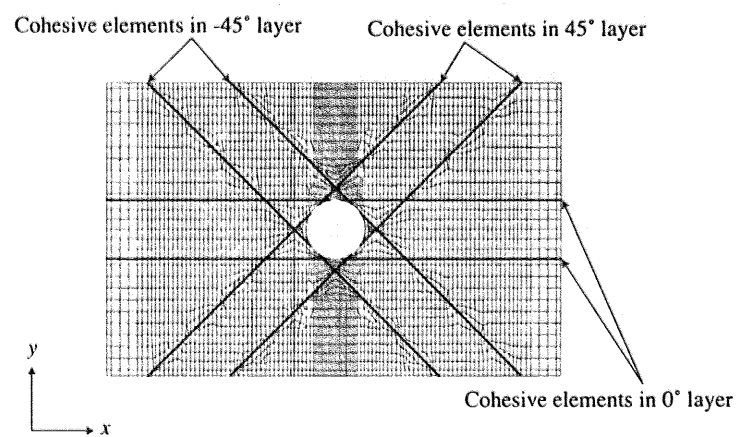 Cohesive elements in -45° layer
Cohesive elements in 45° layer
Cohesive elements in 0° layer
y
x